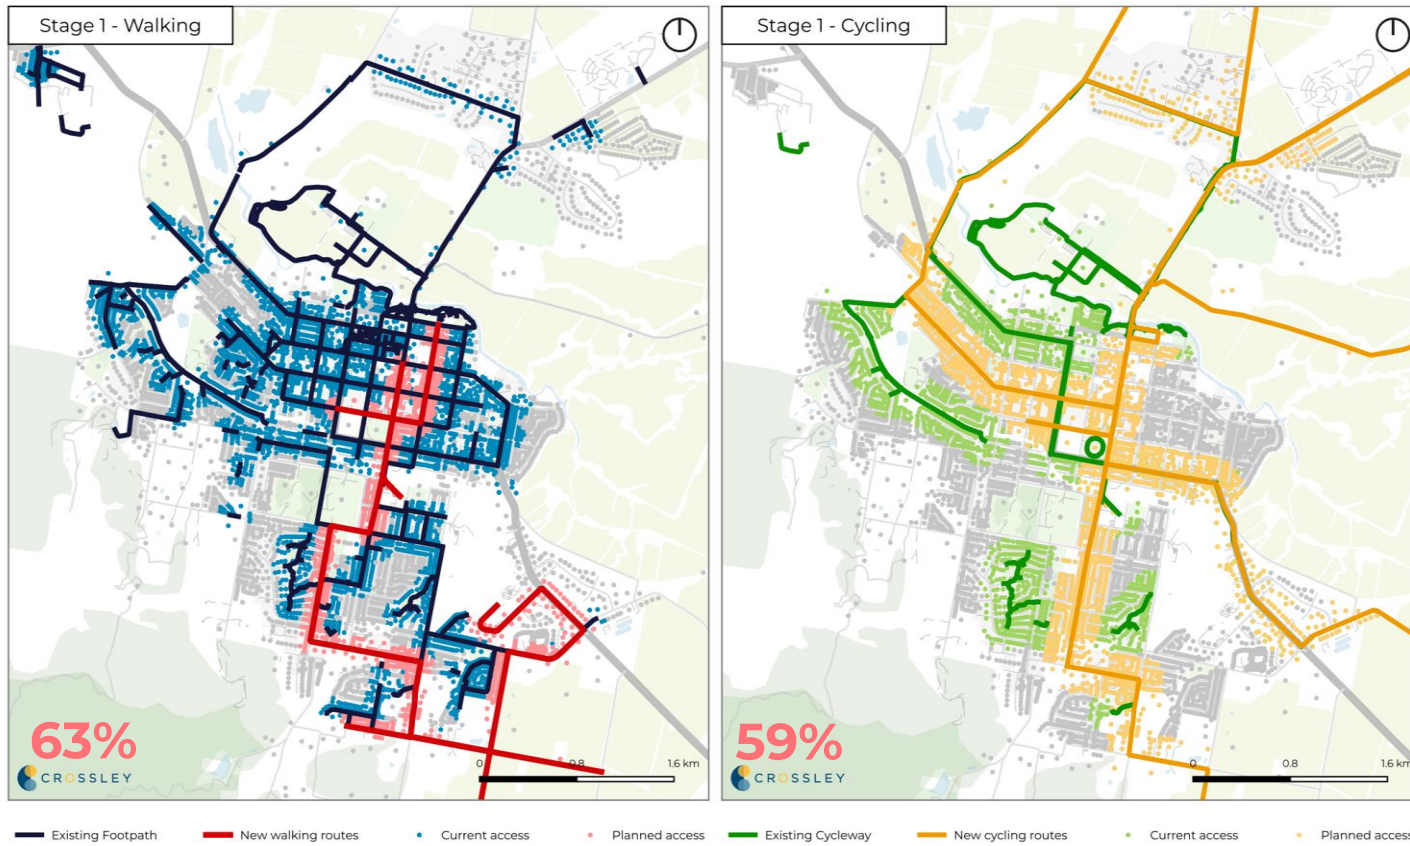 Stage 1 - Walking
63%
CROSSLEY
0
0.8
1.6 km
Stage 1 - Cycling
59%
CROSSLEY
0
0.8
1.6 km
Existing Footpath
New walking routes
Current access
Planned access
Existing Cycleway
New cycling routes
Current access
Planned access